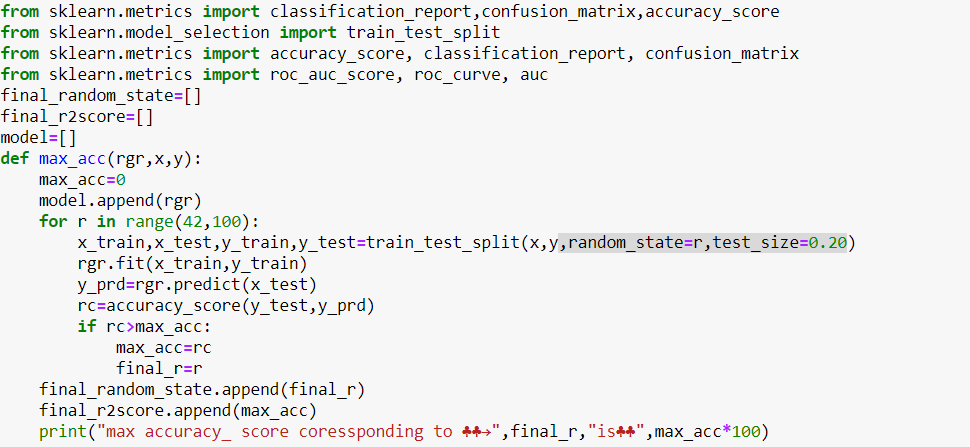 from sklearn.metrics import classification_report,confusion_matrix,accuracy_score
from sklearn.model_selection import train_test_split
from sklearn.metrics import accuracy_score, classification_report, confusion_matrix
from sklearn.metrics import roc_auc_score, roc_curve, auc
final_random_state=[]
final_r2score=[]
model=[]
def max_acc(rgr,x,y):
    max_acc=0
    model.append(rgr)
    for r in range(42,100):
        x_train,x_test,y_train,y_test=train_test_split(x,y,random_state=r,test_size=0.20)
        rgr.fit(x_train,y_train)
        y_prd=rgr.predict(x_test)
        rc=accuracy_score(y_test,y_prd)
        if rc>max_acc:
            max_acc=rc
            final_r=r
    final_random_state.append(final_r)
    final_r2score.append(max_acc)
    print("max accuracy_ score coressponding to ♣♣→",final_r,"is♣♣",max_acc*100)